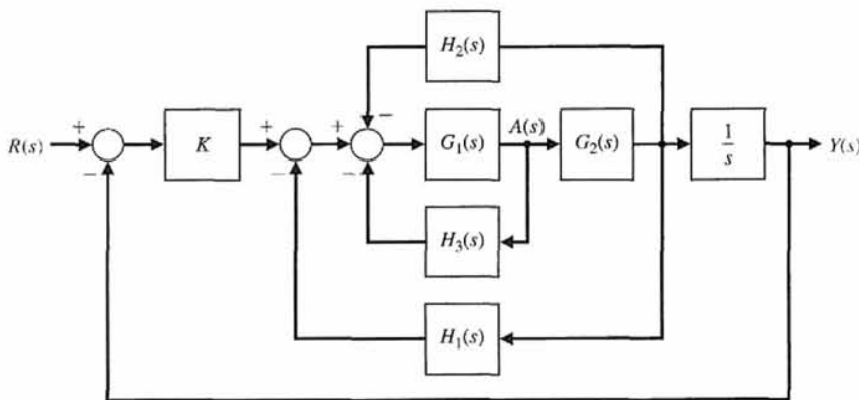 H₂(s)
R(s) + − K + − + − − G₁(s) A(s) G₂(s) 1/s Y(s)
H₃(s)
H₁(s)